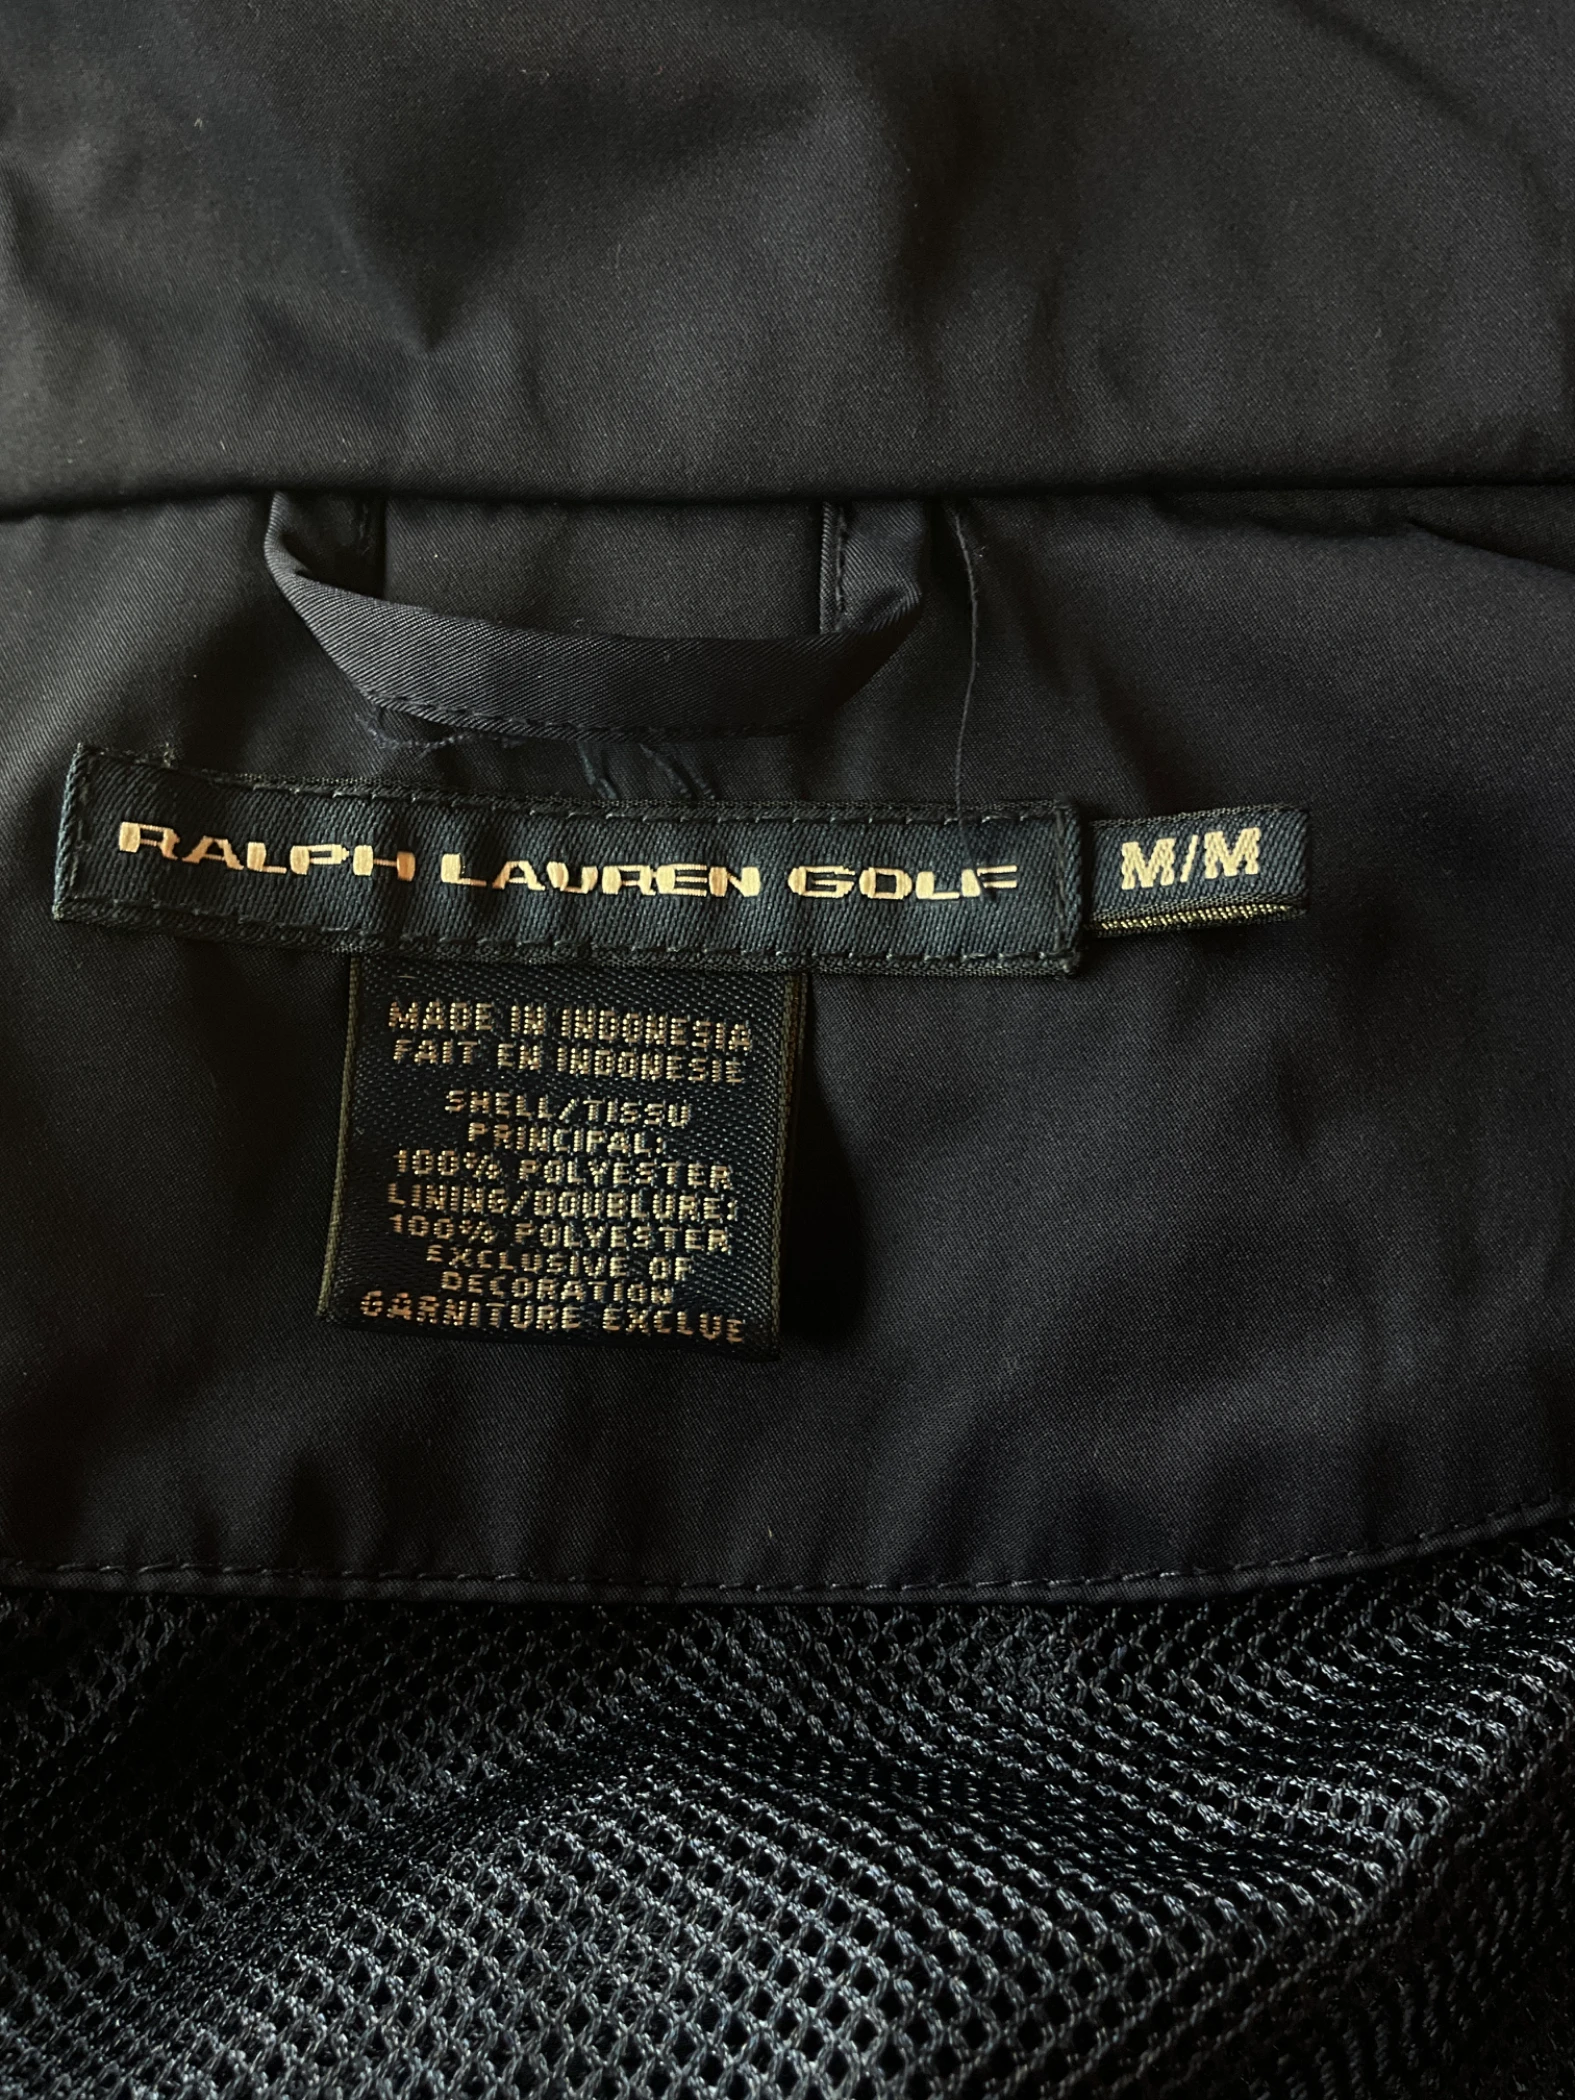 RALPH LAUREN GOLF
M/M
MADE IN INDONESIA
FAIT EN INDONESIE
SHELL/TISSU
PRINCIPAL:
100% POLYESTER
LINING/DOUBLURE:
100% POLYESTER
EXCLUSIVE OF
DECORATION
GARNITURE EXCLUE